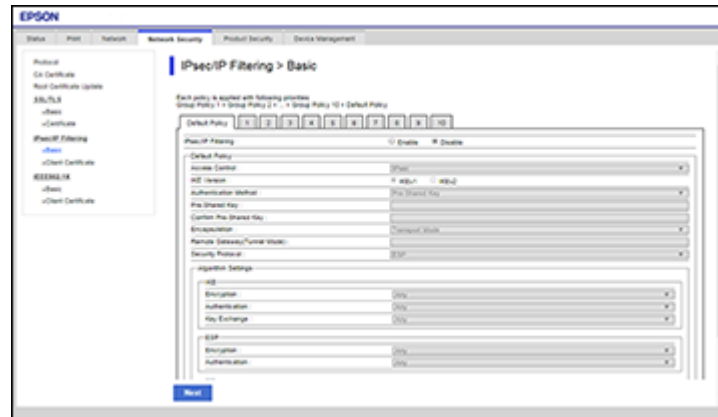 EPSON
Status Print Network Network Security Product Security Device Management
Protocol
CA Certificate
Root Certificate Update
SSL/TLS
»Basic
»Certificate
IPsec/IP Filtering
»Basic
»Client Certificate
IEEE802.1X
»Basic
»Client Certificate
IPsec/IP Filtering > Basic
Each policy is applied with following priorities:
Group Policy 1 > Group Policy 2 > ... > Group Policy 10 > Default Policy
Default Policy 1 2 3 4 5 6 7 8 9 10
IPsec/IP Filtering : Enable Disable
Default Policy
Access Control : IPsec
IKE Version : IKEv1 IKEv2
Authentication Method : Pre-Shared Key
Pre-Shared Key :
Confirm Pre-Shared Key :
Encapsulation : Transport Mode
Remote Gateway(Tunnel Mode) :
Security Protocol : ESP
Algorithm Settings
IKE
Encryption : Any
Authentication : Any
Key Exchange : Any
ESP
Encryption : Any
Authentication : Any
Next